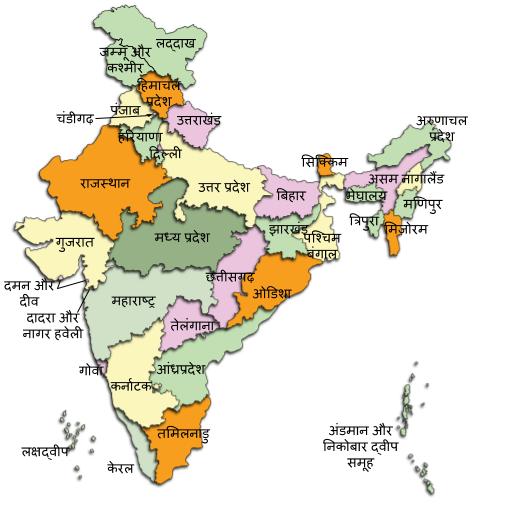 लद्दाख
जम्मू और
कश्मीर
हिमाचल
प्रदेश
पंजाब
चंडीगढ़
उत्तराखंड
हरियाणा
दिल्ली
अरुणाचल
प्रदेश
सिक्किम
राजस्थान
उत्तर प्रदेश
बिहार
असम
नागालैंड
मेघालय
मणिपुर
त्रिपुरा
मिज़ोरम
झारखंड
पश्चिम
बंगाल
गुजरात
मध्य प्रदेश
छत्तीसगढ़
ओडिशा
दमन और
दीव
दादरा और
नागर हवेली
महाराष्ट्र
तेलंगाना
गोवा
कर्नाटक
आंध्रप्रदेश
तमिलनाडु
केरल
लक्षद्वीप
अंडमान और
निकोबार द्वीप
समूह